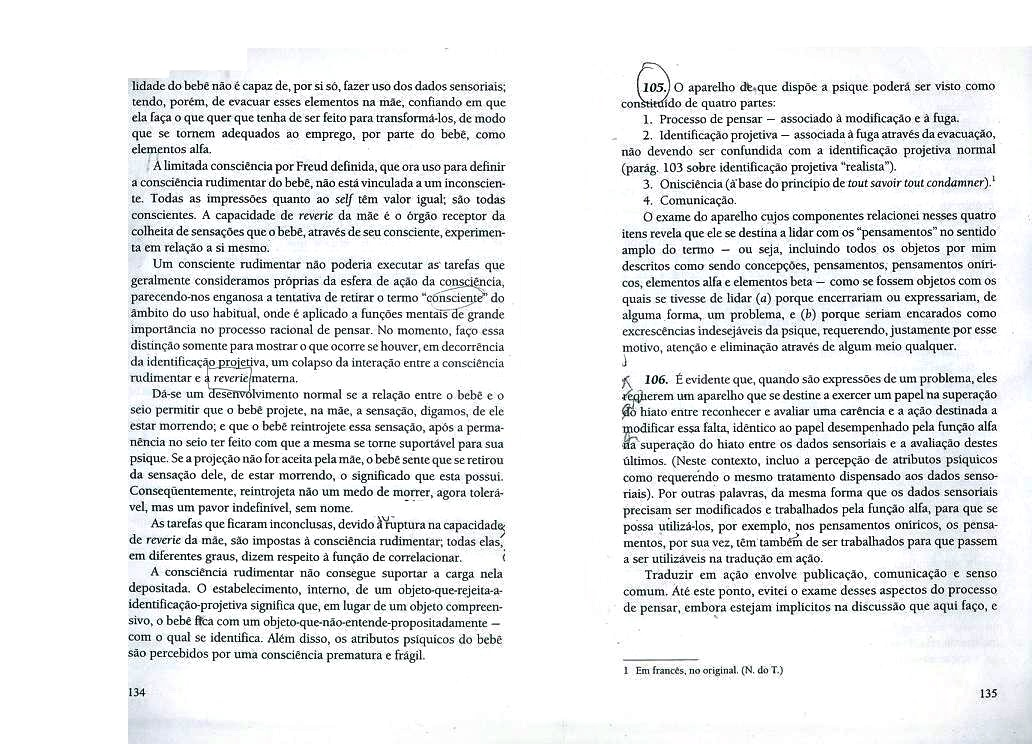 lidade do bebê não é capaz de, por si só, fazer uso dos dados sensoriais;
tendo, porém, de evacuar esses elementos na mãe, confiando em que
ela faça o que quer que tenha de ser feito para transformá-los, de modo
que se tornem adequados ao emprego, por parte do bebê, como
elementos alfa.
A limitada consciência por Freud definida, que ora uso para definir
a consciência rudimentar do bebê, não está vinculada a um inconscien-
te. Todas as impressões quanto ao self têm valor igual; são todas
conscientes. A capacidade de reverie da mãe é o órgão receptor da
colheita de sensações que o bebê, através de seu consciente, experimen-
ta em relação a si mesmo.
Um consciente rudimentar não poderia executar as tarefas que
geralmente consideramos próprias da esfera de ação da consciência,
parecendo-nos enganosa a tentativa de retirar o termo “consciente” do
âmbito do uso habitual, onde é aplicado a funções mentais de grande
importância no processo racional de pensar. No momento, faço essa
distinção somente para mostrar o que ocorre se houver, em decorrência
da identificação projetiva, um colapso da interação entre a consciência
rudimentar e a reverie materna.
Dá-se um desenvolvimento normal se a relação entre o bebê e o
seio permitir que o bebê projete, na mãe, a sensação, digamos, de ele
estar morrendo; e que o bebê reintrojete essa sensação, após a perma-
nência no seio ter feito com que a mesma se torne suportável para sua
psique. Se a projeção não for aceita pela mãe, o bebê sente que se retirou
da sensação dele, de estar morrendo, o significado que esta possui.
Conseqüentemente, reintrojeta não um medo de morrer, agora tolerá-
vel, mas um pavor indefinível, sem nome.
As tarefas que ficaram inconclusas, devido à ruptura na capacidade
de reverie da mãe, são impostas à consciência rudimentar; todas elas,
em diferentes graus, dizem respeito à função de correlacionar.
A consciência rudimentar não consegue suportar a carga nela
depositada. O estabelecimento, interno, de um objeto-que-rejeita-a-
identificação-projetiva significa que, em lugar de um objeto compreen-
sivo, o bebê fica com um objeto-que-não-entende-propositadamente —
com o qual se identifica. Além disso, os atributos psíquicos do bebê
são percebidos por uma consciência prematura e frágil.
134
105. O aparelho de que dispõe a psique poderá ser visto como
constituído de quatro partes:
1. Processo de pensar — associado à modificação e à fuga.
2. Identificação projetiva — associada à fuga através da evacuação,
não devendo ser confundida com a identificação projetiva normal
(parág. 103 sobre identificação projetiva “realista”).
3. Onisciência (à base do princípio de tout savoir tout condamner).¹
4. Comunicação.
O exame do aparelho cujos componentes relacionei nesses quatro
itens revela que ele se destina a lidar com os “pensamentos” no sentido
amplo do termo — ou seja, incluindo todos os objetos por mim
descritos como sendo concepções, pensamentos, pensamentos oníri-
cos, elementos alfa e elementos beta — como se fossem objetos com os
quais se tivesse de lidar (a) porque encerrariam ou expressariam, de
alguma forma, um problema, e (b) porque seriam encarados como
excrescências indesejáveis da psique, requerendo, justamente por esse
motivo, atenção e eliminação através de algum meio qualquer.
106. É evidente que, quando são expressões de um problema, eles
requerem um aparelho que se destine a exercer um papel na superação
do hiato entre reconhecer e avaliar uma carência e a ação destinada a
modificar essa falta, idêntico ao papel desempenhado pela função alfa
na superação do hiato entre os dados sensoriais e a avaliação destes
últimos. (Neste contexto, incluo a percepção de atributos psíquicos
como requerendo o mesmo tratamento dispensado aos dados senso-
riais). Por outras palavras, da mesma forma que os dados sensoriais
precisam ser modificados e trabalhados pela função alfa, para que se
possa utilizá-los, por exemplo, nos pensamentos oníricos, os pensa-
mentos, por sua vez, têm também de ser trabalhados para que passem
a ser utilizáveis na tradução em ação.
Traduzir em ação envolve publicação, comunicação e senso
comum. Até este ponto, evitei o exame desses aspectos do processo
de pensar, embora estejam implícitos na discussão que aqui faço, e
1 Em francês, no original. (N. do T.)
135